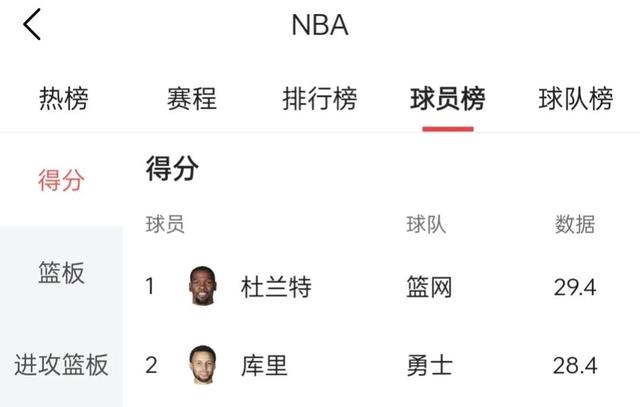 NBA
热榜 赛程 排行榜 球员榜 球队榜
得分 得分
球员 球队 数据
篮板
1 杜兰特 篮网 29.4
进攻篮板
2 库里 勇士 28.4